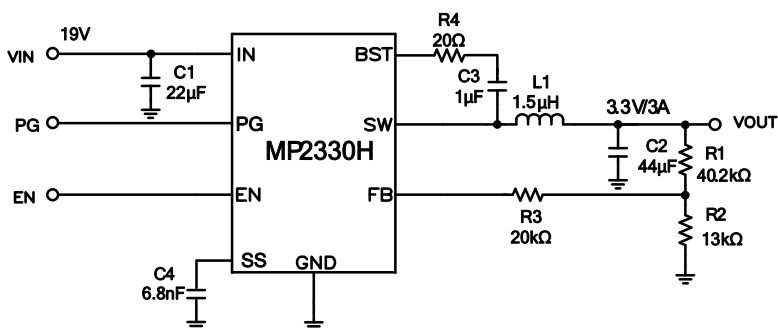 19V
VIN
IN
C1
22µF
PG
PG
EN
EN
C4
6.8nF
SS
GND
MP2330H
BST
R4
20Ω
C3
1µF
L1
1.5µH
SW
3.3V/3A
VOUT
C2
44µF
R1
40.2kΩ
FB
R3
20kΩ
R2
13kΩ